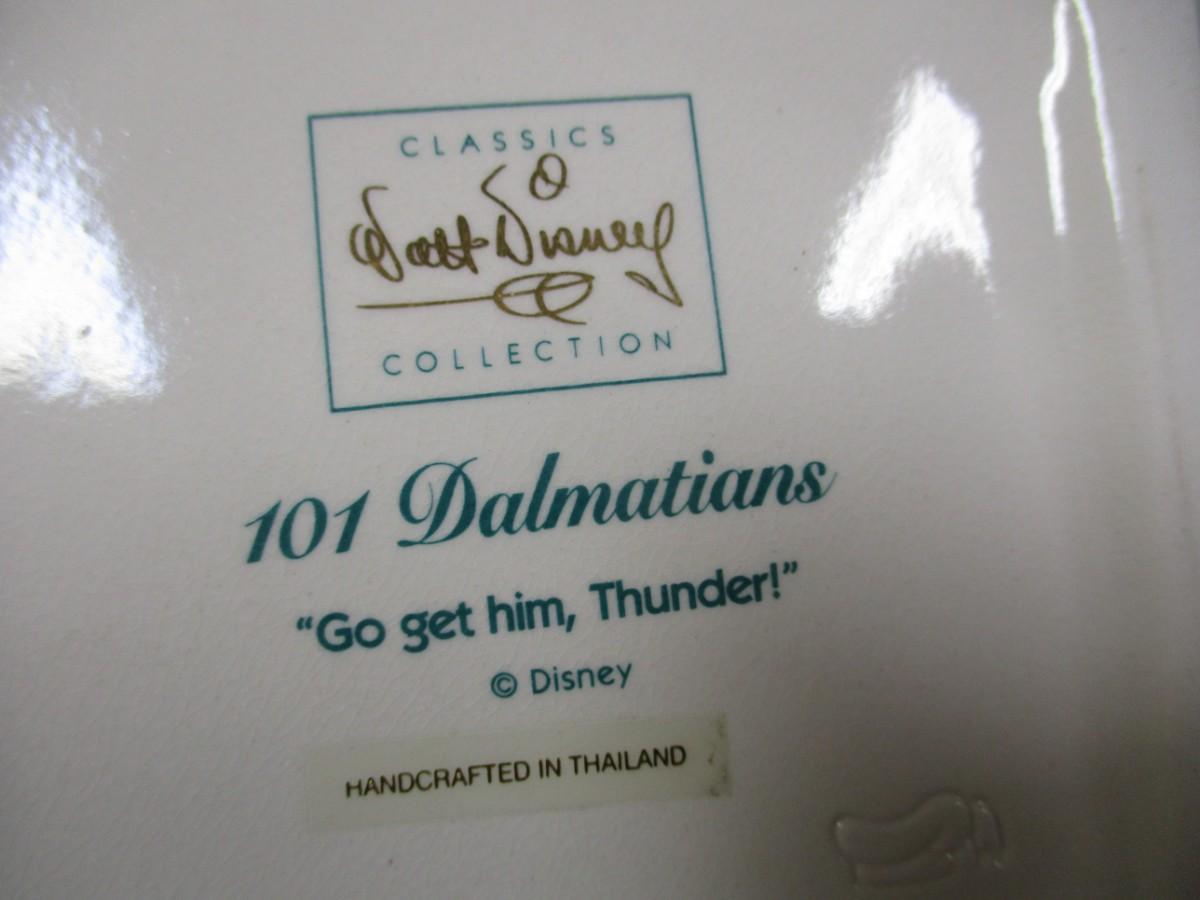 CLASSICS
Walt Disney
COLLECTION
101 Dalmatians
“Go get him, Thunder!”
© Disney
HANDCRAFTED IN THAILAND